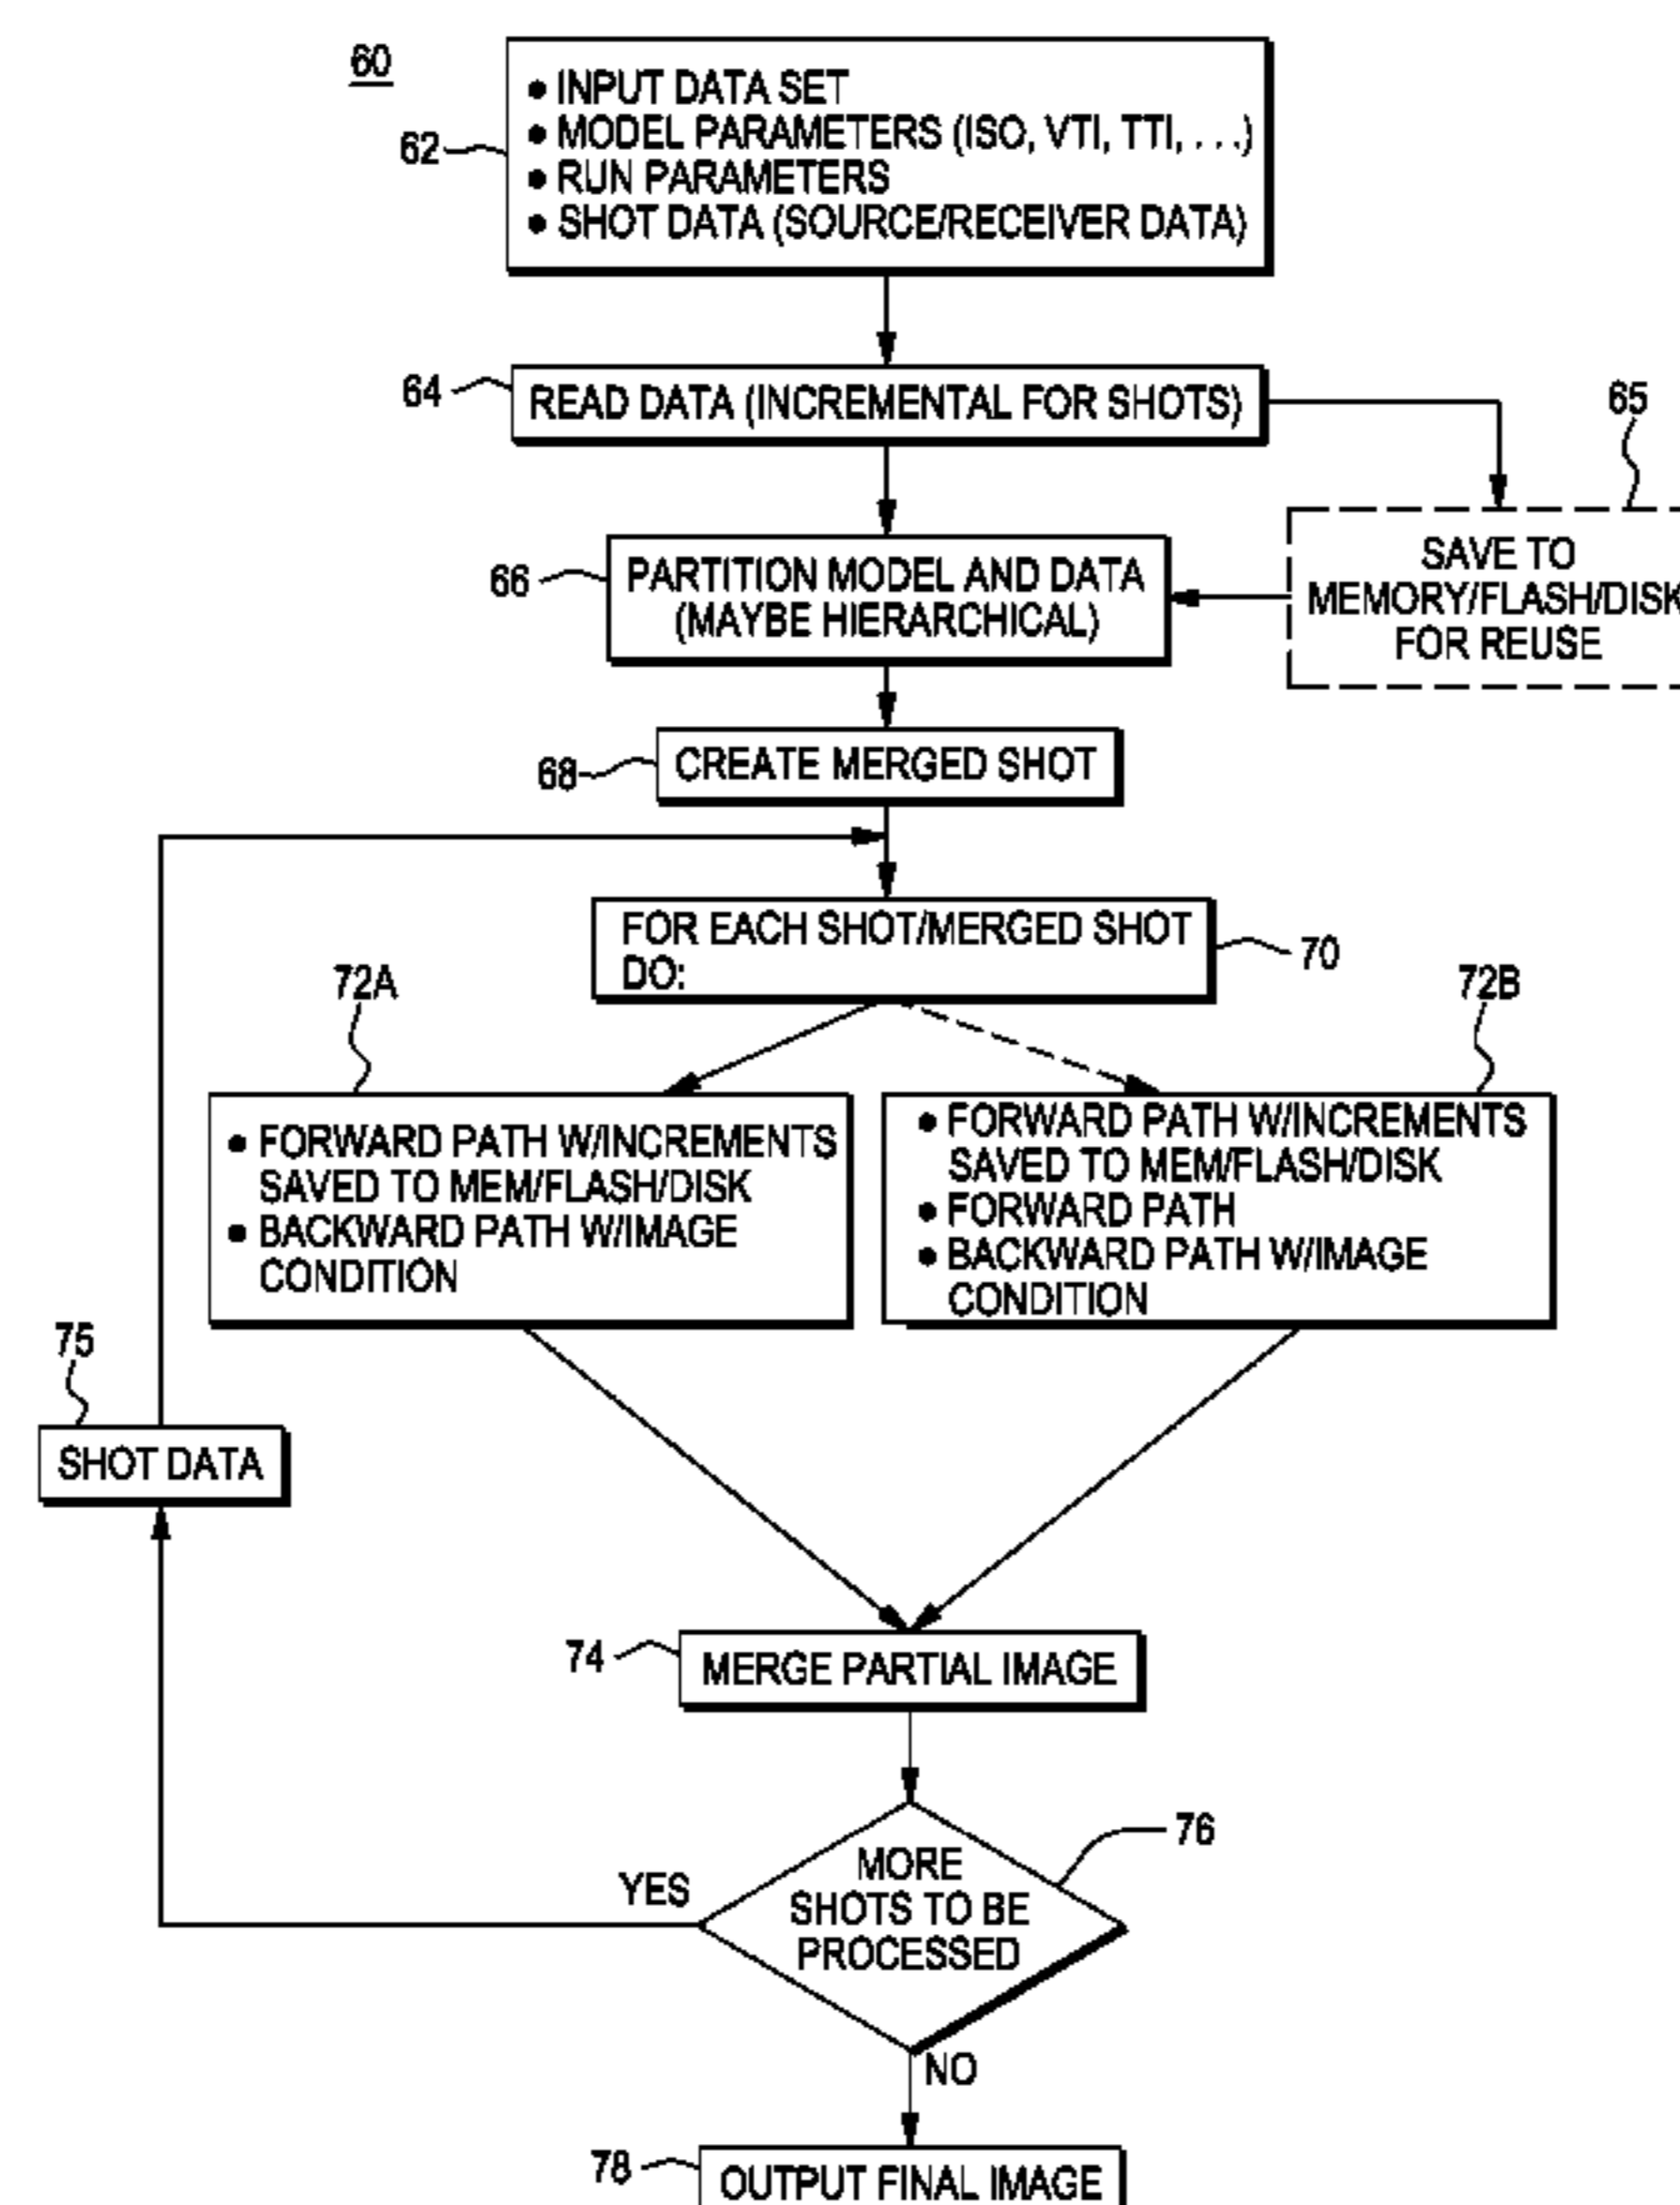 60
62
● INPUT DATA SET
● MODEL PARAMETERS (ISO, VTI, TTI, . . .)
● RUN PARAMETERS
● SHOT DATA (SOURCE/RECEIVER DATA)
64
READ DATA (INCREMENTAL FOR SHOTS)
65
SAVE TO
MEMORY/FLASH/DISK
FOR REUSE
66
PARTITION MODEL AND DATA
(MAYBE HIERARCHICAL)
68
CREATE MERGED SHOT
FOR EACH SHOT/MERGED SHOT
DO:
70
72A
● FORWARD PATH W/INCREMENTS
SAVED TO MEM/FLASH/DISK
● BACKWARD PATH W/IMAGE
CONDITION
72B
● FORWARD PATH W/INCREMENTS
SAVED TO MEM/FLASH/DISK
● FORWARD PATH
● BACKWARD PATH W/IMAGE
CONDITION
75
SHOT DATA
74
MERGE PARTIAL IMAGE
76
MORE
SHOTS TO BE
PROCESSED
YES
NO
78
OUTPUT FINAL IMAGE